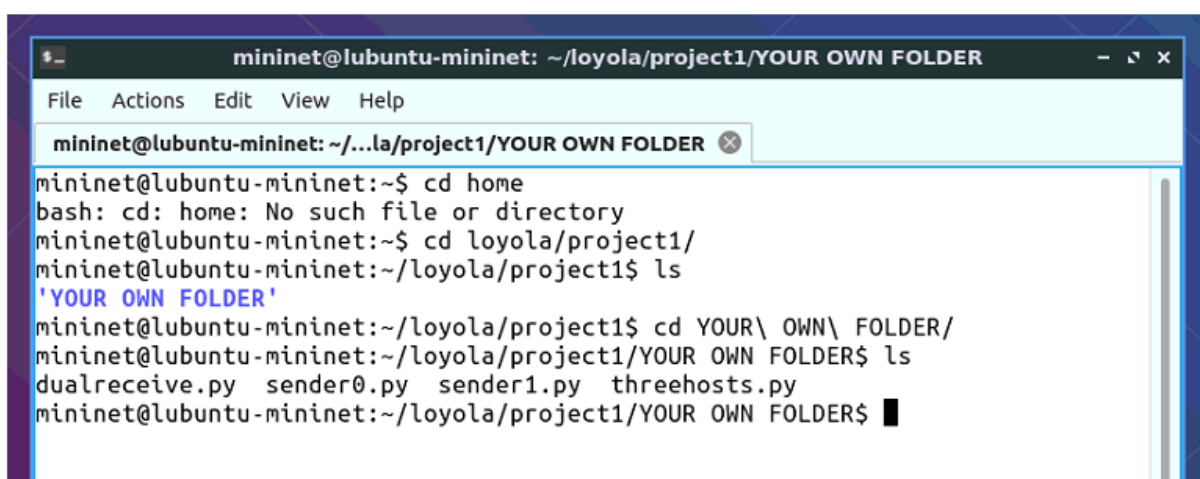 mininet@lubuntu-mininet: ~/loyola/project1/YOUR OWN FOLDER
File Actions Edit View Help
mininet@lubuntu-mininet: ~/...la/project1/YOUR OWN FOLDER
mininet@lubuntu-mininet:~$ cd home
bash: cd: home: No such file or directory
mininet@lubuntu-mininet:~$ cd loyola/project1/
mininet@lubuntu-mininet:~/loyola/project1$ ls
'YOUR OWN FOLDER'
mininet@lubuntu-mininet:~/loyola/project1$ cd YOUR\ OWN\ FOLDER/
mininet@lubuntu-mininet:~/loyola/project1/YOUR OWN FOLDER$ ls
dualreceive.py  sender0.py  sender1.py  threehosts.py
mininet@lubuntu-mininet:~/loyola/project1/YOUR OWN FOLDER$